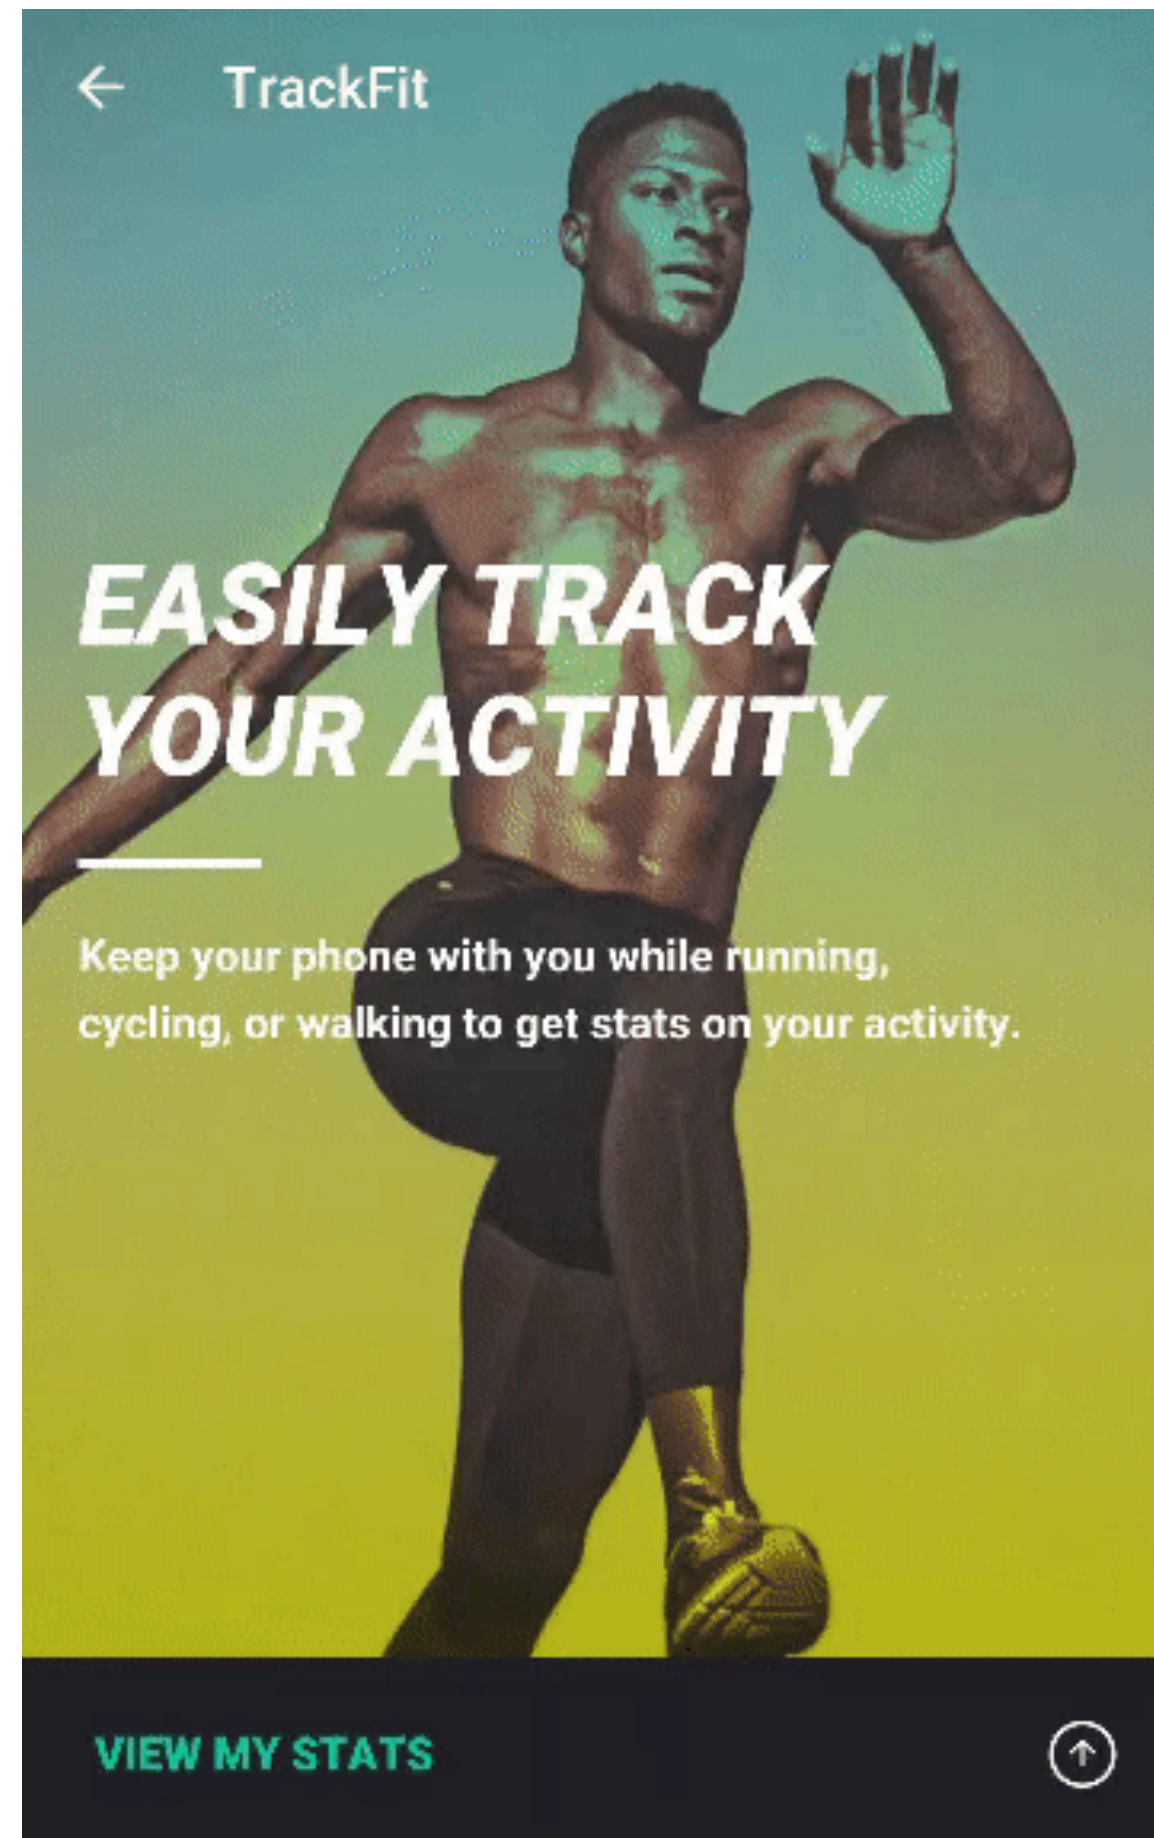 TrackFit
EASILY TRACK
YOUR ACTIVITY
Keep your phone with you while running,
cycling, or walking to get stats on your activity.
VIEW MY STATS